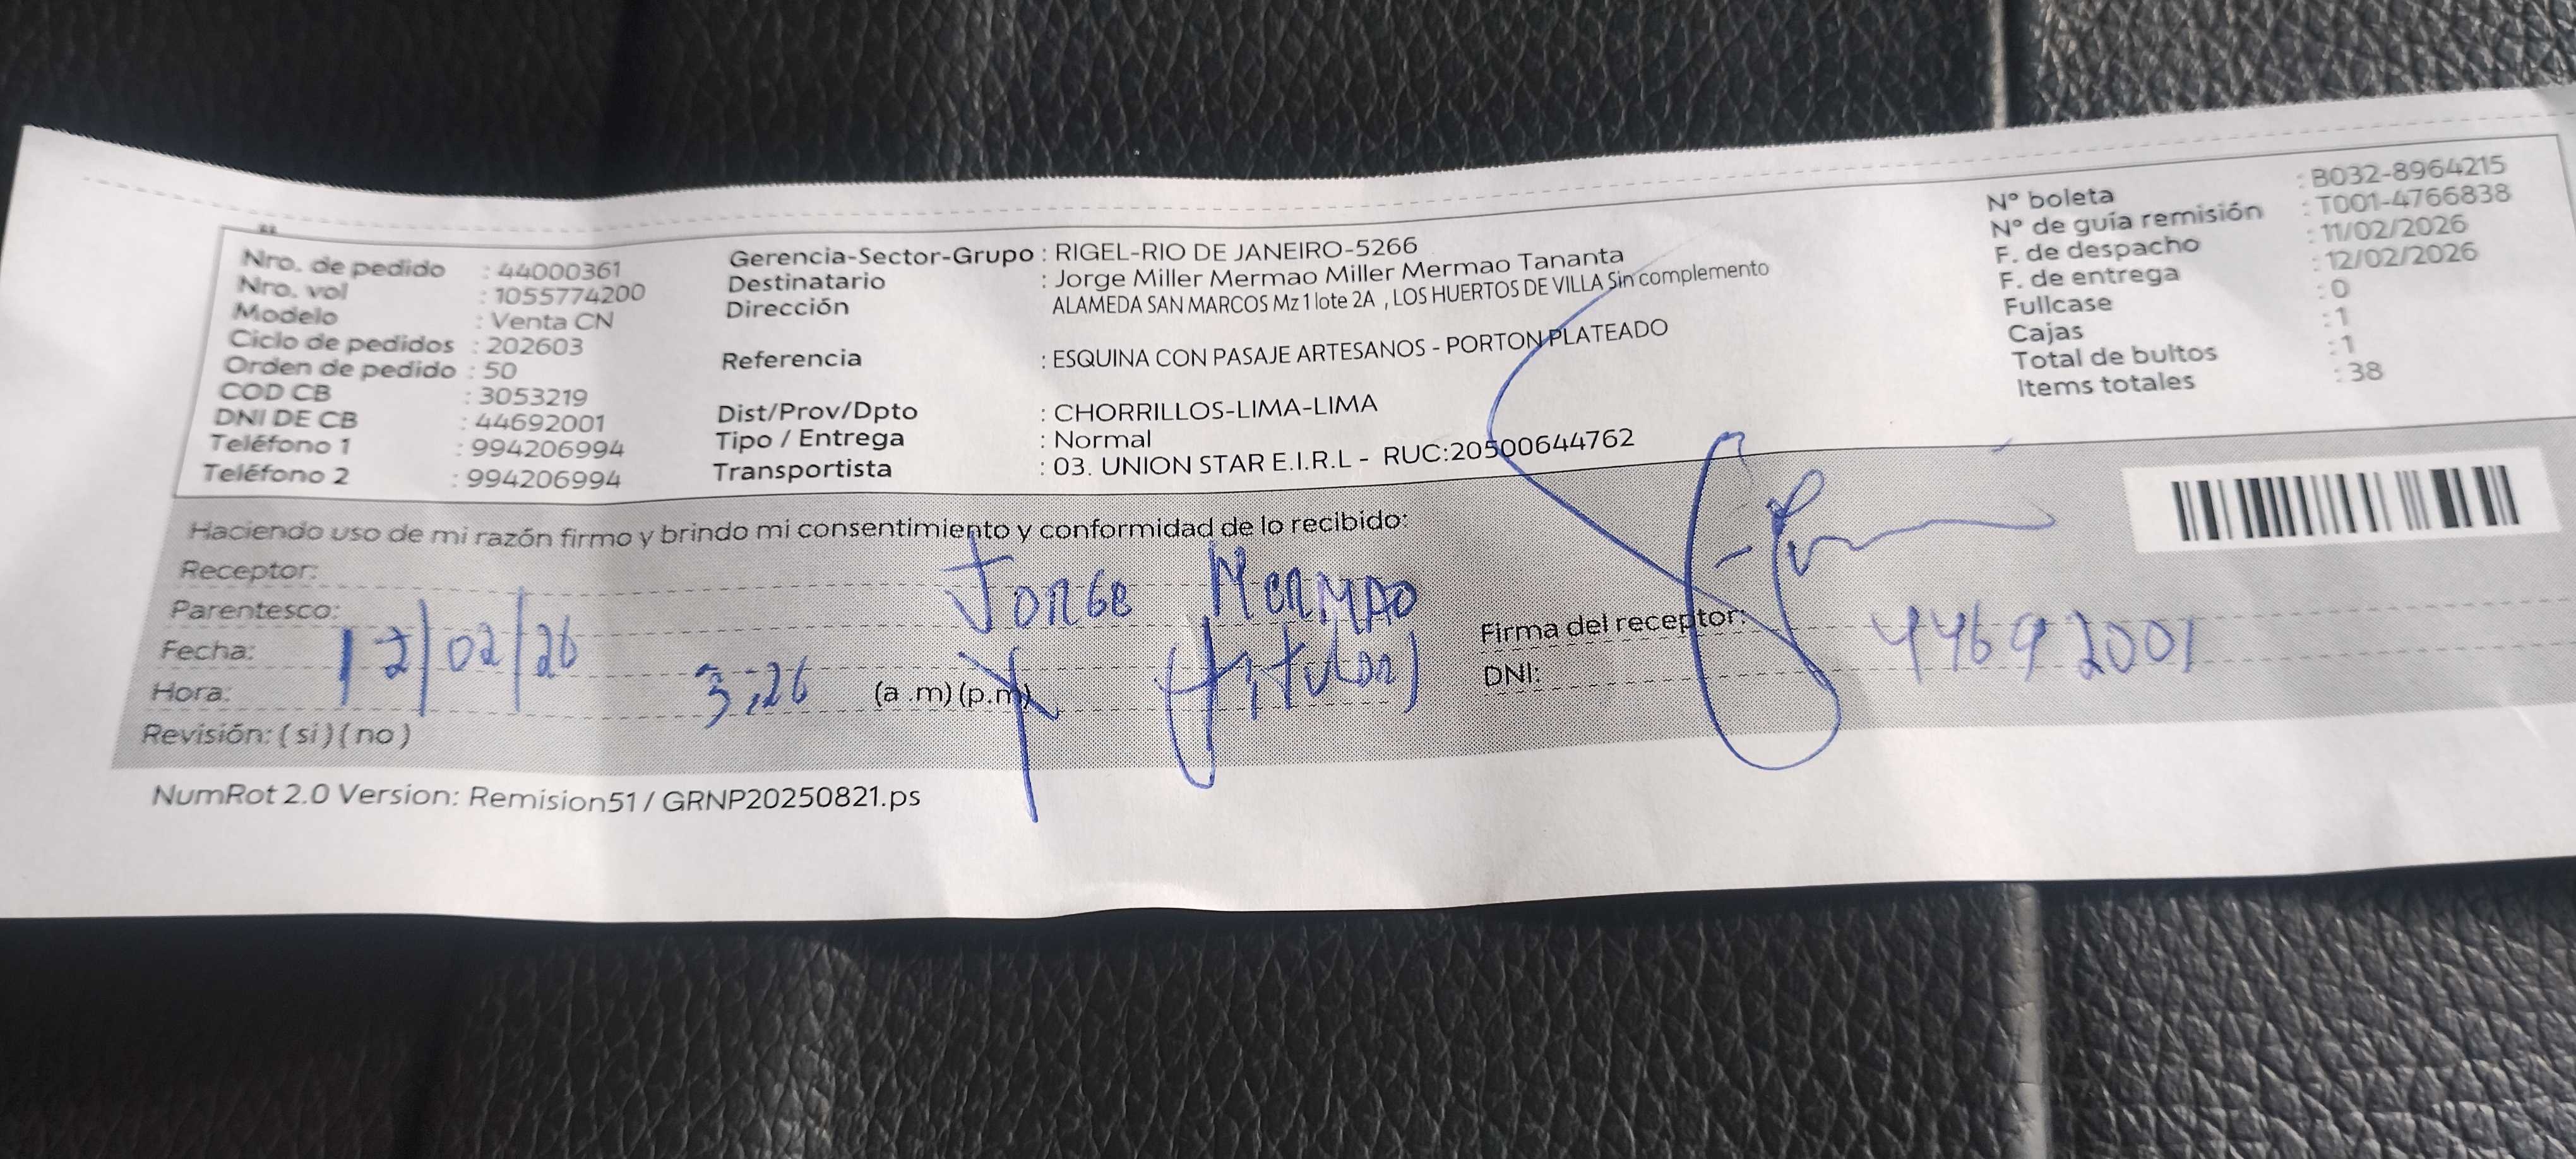 Nro. de pedido : 44000361
Nro. vol : 1055774200
Modelo : Venta CN
Ciclo de pedidos : 202603
Orden de pedido : 50
COD CB : 3053219
DNI DE CB : 44692001
Teléfono 1 : 994206994
Teléfono 2 : 994206994
Gerencia-Sector-Grupo : RIGEL-RIO DE JANEIRO-5266
Destinatario : Jorge Miller Mermao Miller Mermao Tananta
Dirección ALAMEDA SAN MARCOS Mz 1 lote 2A , LOS HUERTOS DE VILLA Sin complemento
Referencia : ESQUINA CON PASAJE ARTESANOS - PORTON PLATEADO
Dist/Prov/Dpto : CHORRILLOS-LIMA-LIMA
Tipo / Entrega : Normal
Transportista : 03. UNION STAR E.I.R.L - RUC:20500644762
Nº boleta : B032-8964215
Nº de guía remisión : T001-4766838
F. de despacho : 11/02/2026
F. de entrega : 12/02/2026
Fullcase : 0
Cajas : 1
Total de bultos : 1
Items totales : 38
Haciendo uso de mi razón firmo y brindo mi consentimiento y conformidad de lo recibido:
Receptor: Jorge Mermao
Parentesco: (titular)
Fecha: 12/02/26
Hora: 3:26 (a .m) (p.m)
Revisión: ( si ) ( no )
Firma del receptor:
DNI: 44692001
NumRot 2.0 Version: Remision51 / GRNP20250821.ps